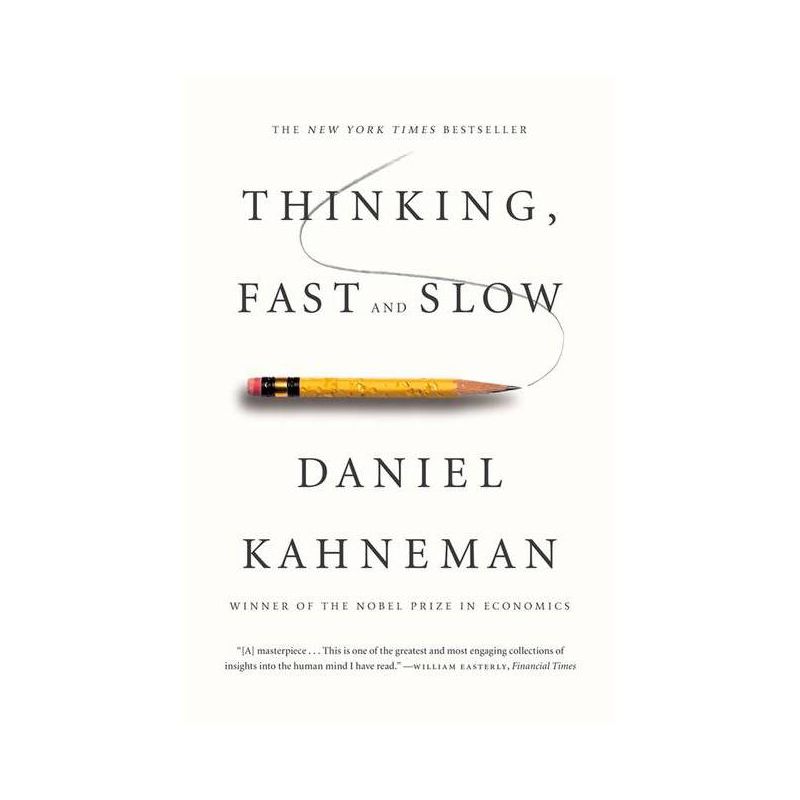 THE NEW YORK TIMES BESTSELLER
THINKING,
FAST AND SLOW
DANIEL
KAHNEMAN
WINNER OF THE NOBEL PRIZE IN ECONOMICS
“[A] masterpiece . . . This is one of the greatest and most engaging collections of
insights into the human mind I have read.” —WILLIAM EASTERLY, Financial Times